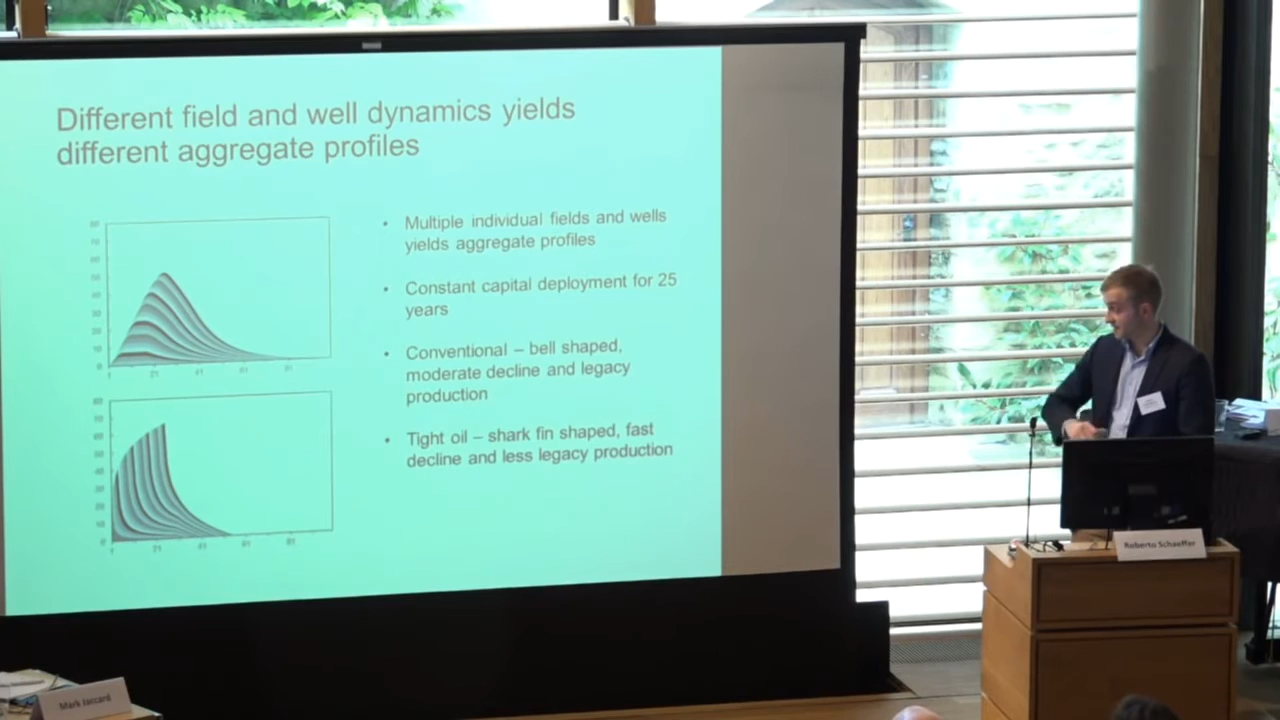 Different field and well dynamics yields
different aggregate profiles
• Multiple individual fields and wells
yields aggregate profiles
• Constant capital deployment for 25
years
• Conventional – bell shaped,
moderate decline and legacy
production
• Tight oil – shark fin shaped, fast
decline and less legacy production
Roberto Schaeffer
Mark Jaccard